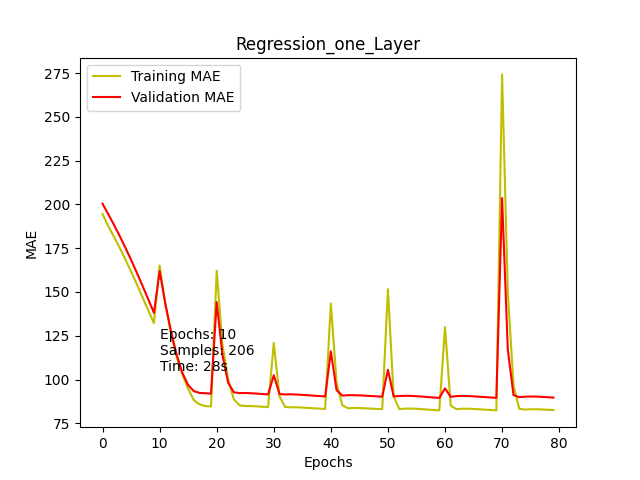 Regression_one_Layer
Training MAE
Validation MAE
MAE
275
250
225
200
175
150
125
100
75
Epochs: 10
Samples: 206
Time: 28s
0 10 20 30 40 50 60 70 80
Epochs